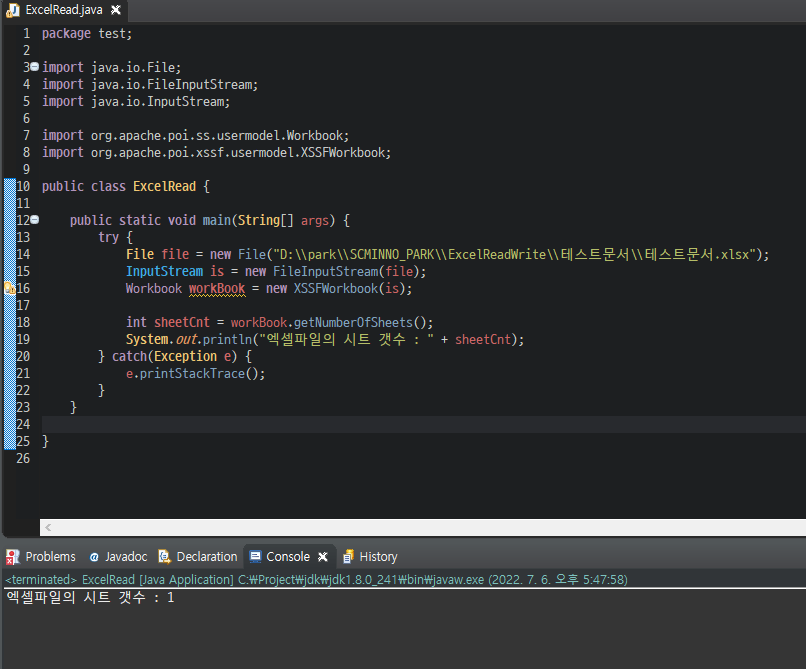 ExcelRead.java
1 package test;
2
3 import java.io.File;
4 import java.io.FileInputStream;
5 import java.io.InputStream;
6
7 import org.apache.poi.ss.usermodel.Workbook;
8 import org.apache.poi.xssf.usermodel.XSSFWorkbook;
9
10 public class ExcelRead {
11
12     public static void main(String[] args) {
13         try {
14             File file = new File("D:\\park\\SCMINNO_PARK\\ExcelReadWrite\\테스트문서\\테스트문서.xlsx");
15             InputStream is = new FileInputStream(file);
16             Workbook workBook = new XSSFWorkbook(is);
17
18             int sheetCnt = workBook.getNumberOfSheets();
19             System.out.println("엑셀파일의 시트 갯수 : " + sheetCnt);
20         } catch(Exception e) {
21             e.printStackTrace();
22         }
23     }
24
25 }
26
Problems @ Javadoc Declaration Console History
<terminated> ExcelRead [Java Application] C:₩Project₩jdk₩jdk1.8.0_241₩bin₩javaw.exe (2022. 7. 6. 오후 5:47:58)
엑셀파일의 시트 갯수 : 1